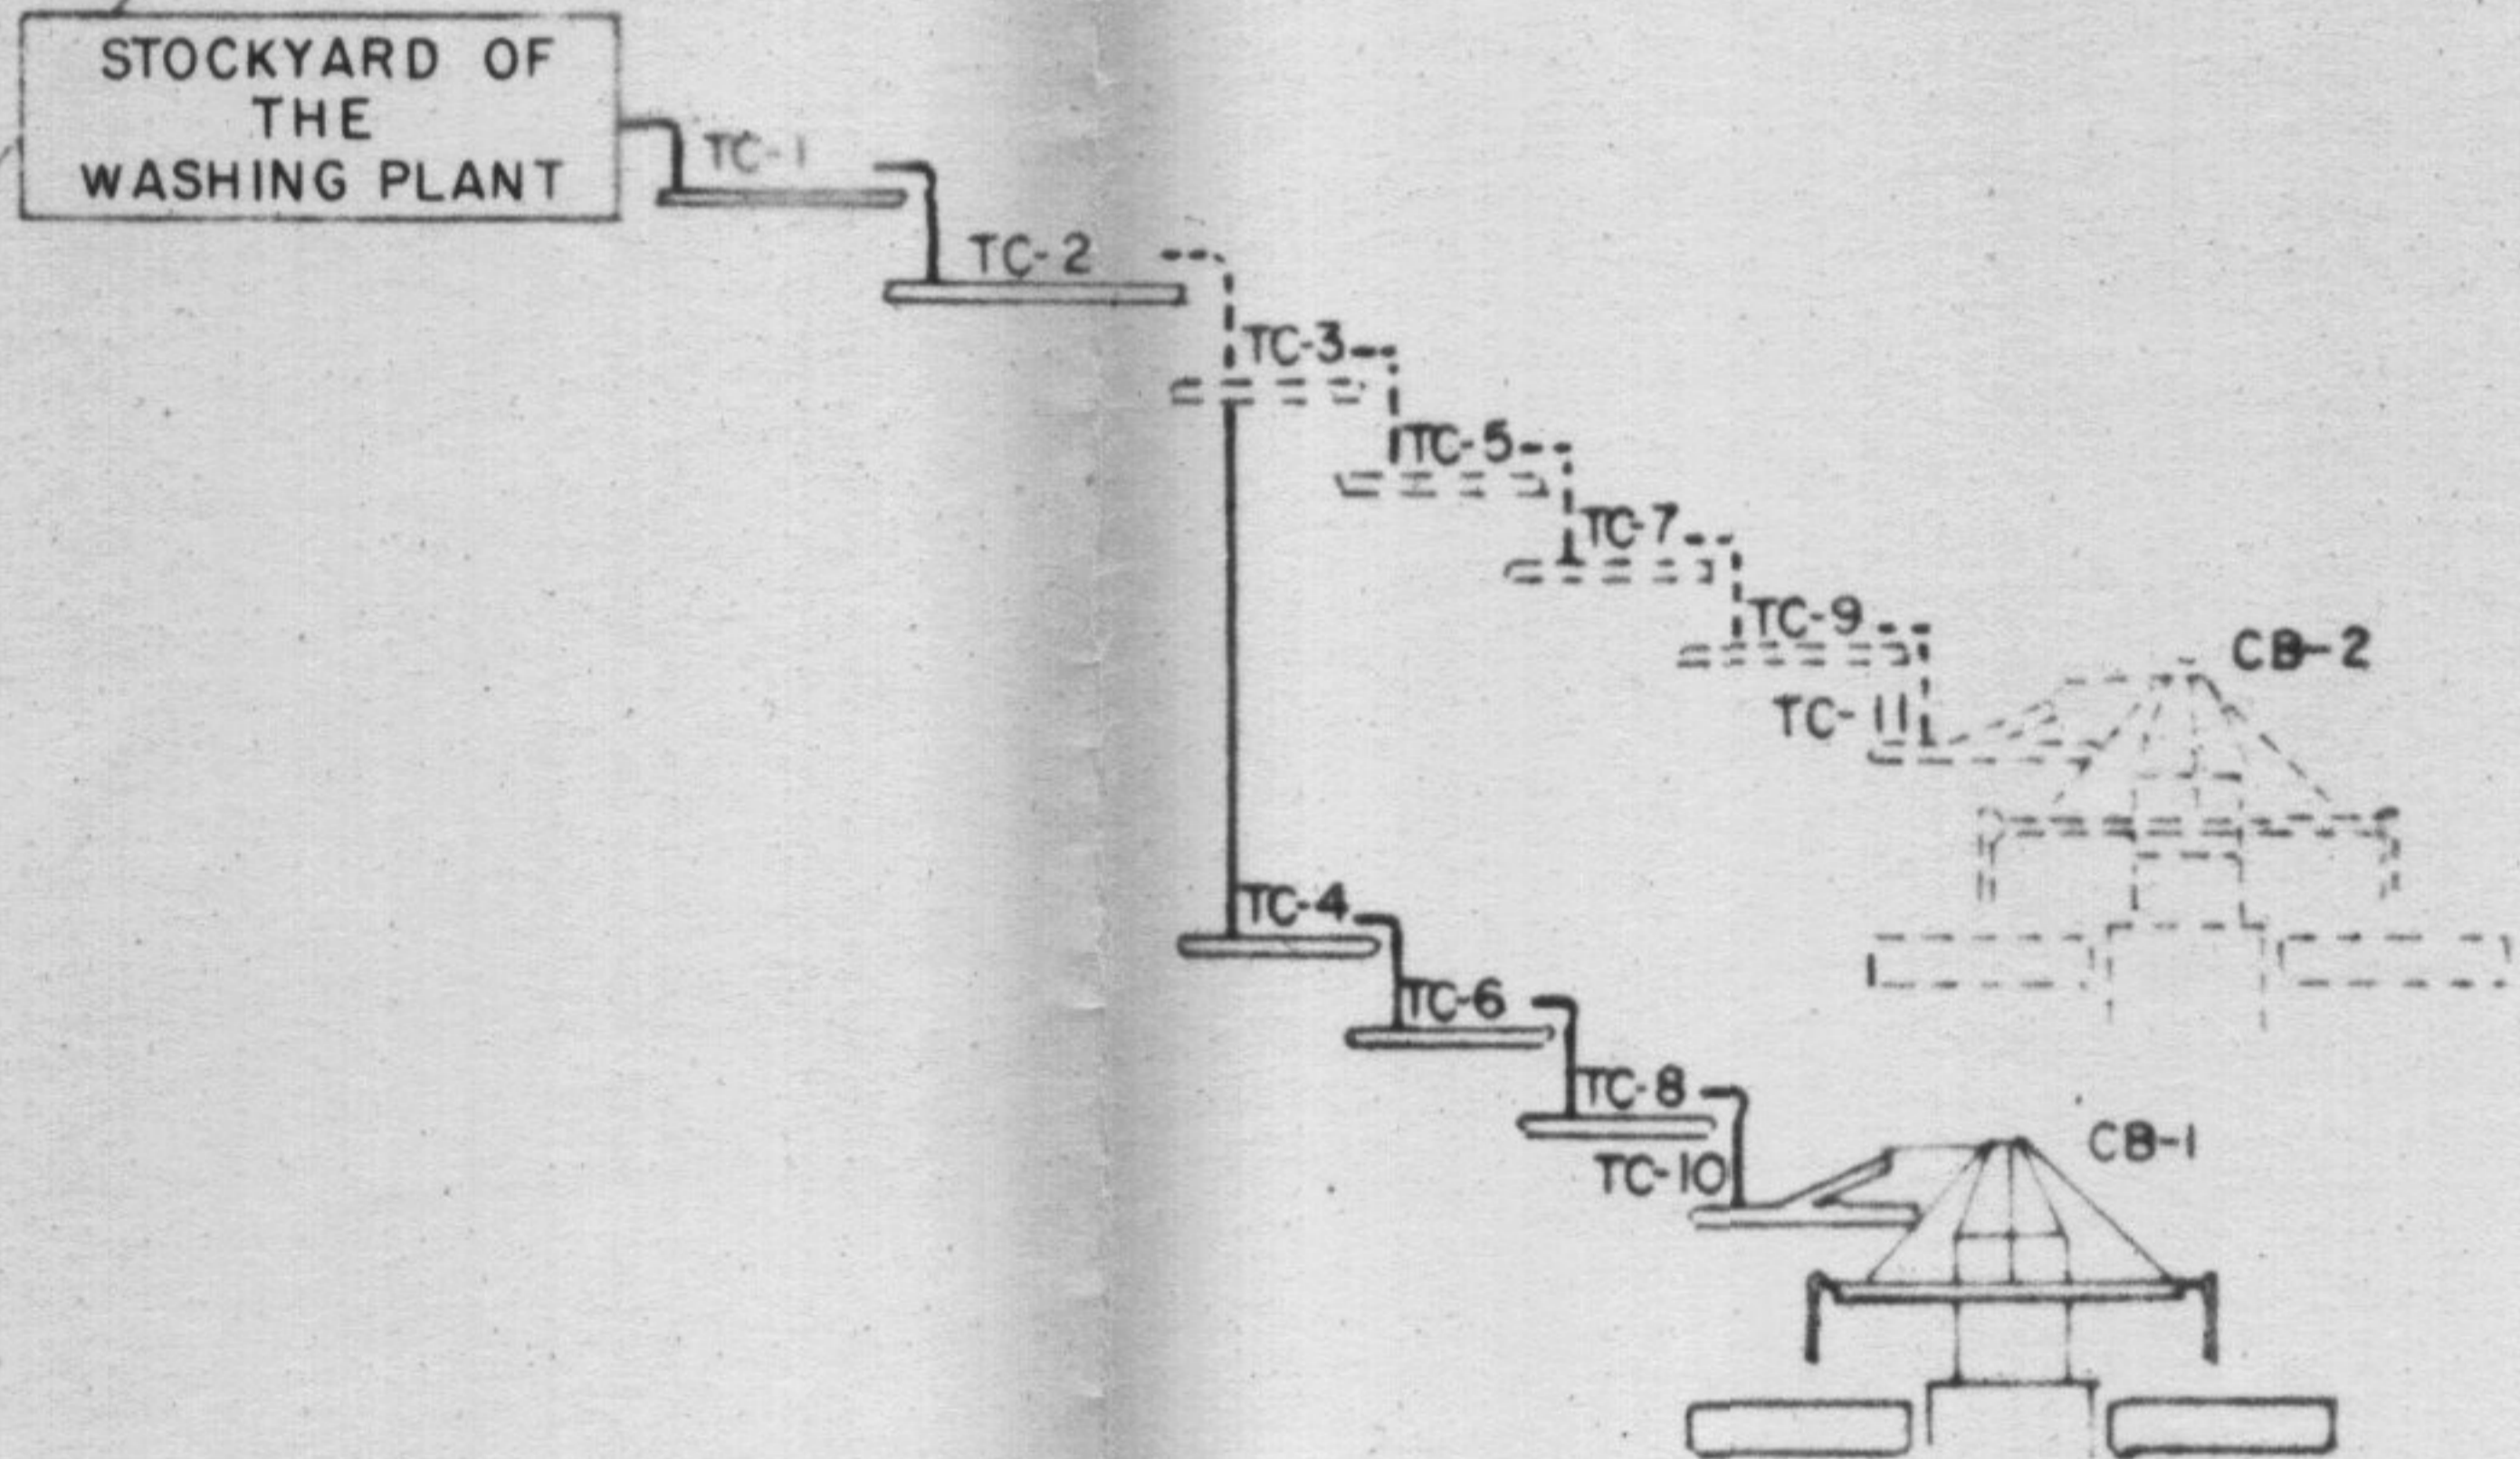 STOCKYARD OF
THE
WASHING PLANT
TC-1
TC-2
TC-3
TC-5
TC-7
TC-9
TC-11
CB-2
TC-4
TC-6
TC-8
TC-10
CB-1